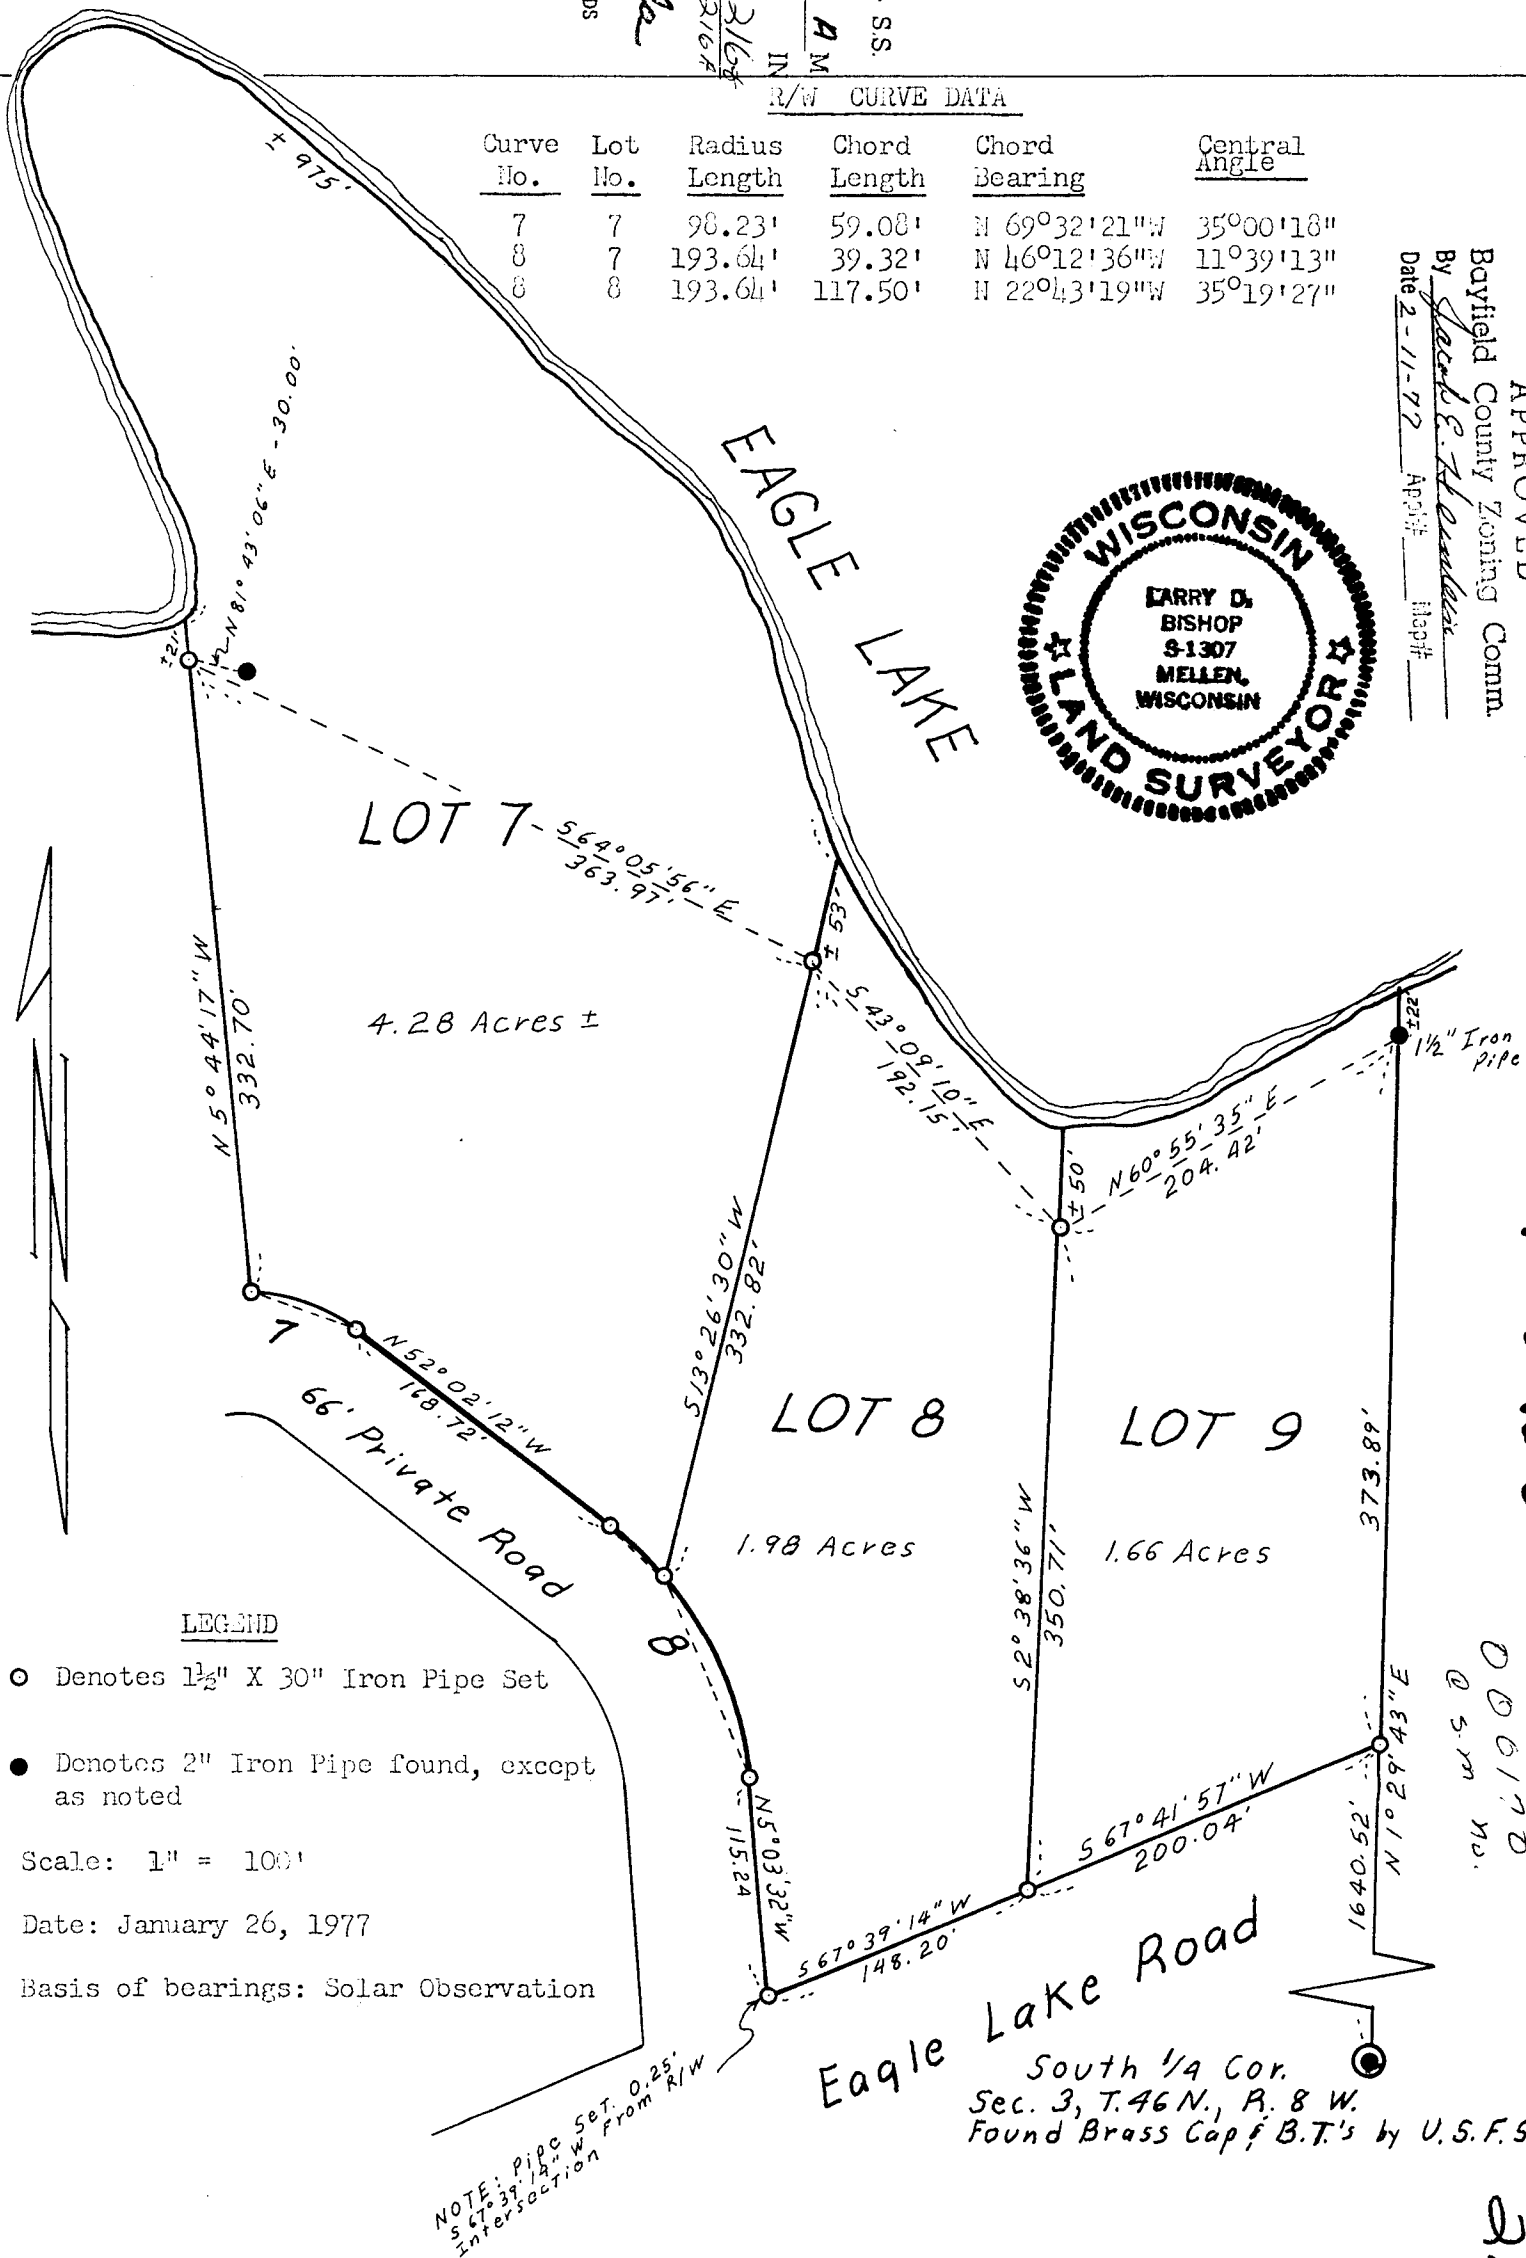 S.S.
A M
IN
216#
216#
DS
R/W CURVE DATA
Curve No. Lot No. Radius Length Chord Length Chord Bearing Central Angle
7 7 98.23' 59.08' N 69°32'21"W 35°00'18"
8 7 193.64' 39.32' N 46°12'36"W 11°39'13"
8 8 193.64' 117.50' N 22°43'19"W 35°19'27"
APPROVED
Bayfield County Zoning Comm
By
Date 2-11-77 Appl# Map#
± 975'
EAGLE LAKE
WISCONSIN
LARRY D.
BISHOP
S-1307
MELLEN,
WISCONSIN
LAND SURVEYOR
N 81° 43' 06" E - 30.00'
± 21'
LOT 7
S 64° 05' 56" E
363.97'
± 53'
N 5° 44' 17" W
332.70'
4.28 Acres ±
S 43° 09' 10" E
192.15'
± 22'
1½" Iron
Pipe
N 60° 55' 35" E
204.42'
± 50'
S 13° 26' 30" W
332.82'
7
N 52° 02' 12" W
168.72'
66' Private Road
LOT 8
1.98 Acres
LOT 9
1.66 Acres
S 2° 38' 36" W
350.71'
373.89'
8
LEGEND
Denotes 1½" X 30" Iron Pipe Set
Denotes 2" Iron Pipe found, except
as noted
Scale: 1" = 100'
Date: January 26, 1977
Basis of bearings: Solar Observation
N 5° 03' 32" W
115.24
S 67° 39' 14" W
148.20'
S 67° 41' 57" W
200.04'
1640.52'
N 1° 29' 43" E
Eagle Lake Road
South 1/4 Cor.
Sec. 3, T.46 N., R. 8 W.
Found Brass Cap & B.T.'s by U.S.F.S
NOTE: Pipe Set. 0.25'
S 67° 39' 14" W From R/W
Intersection